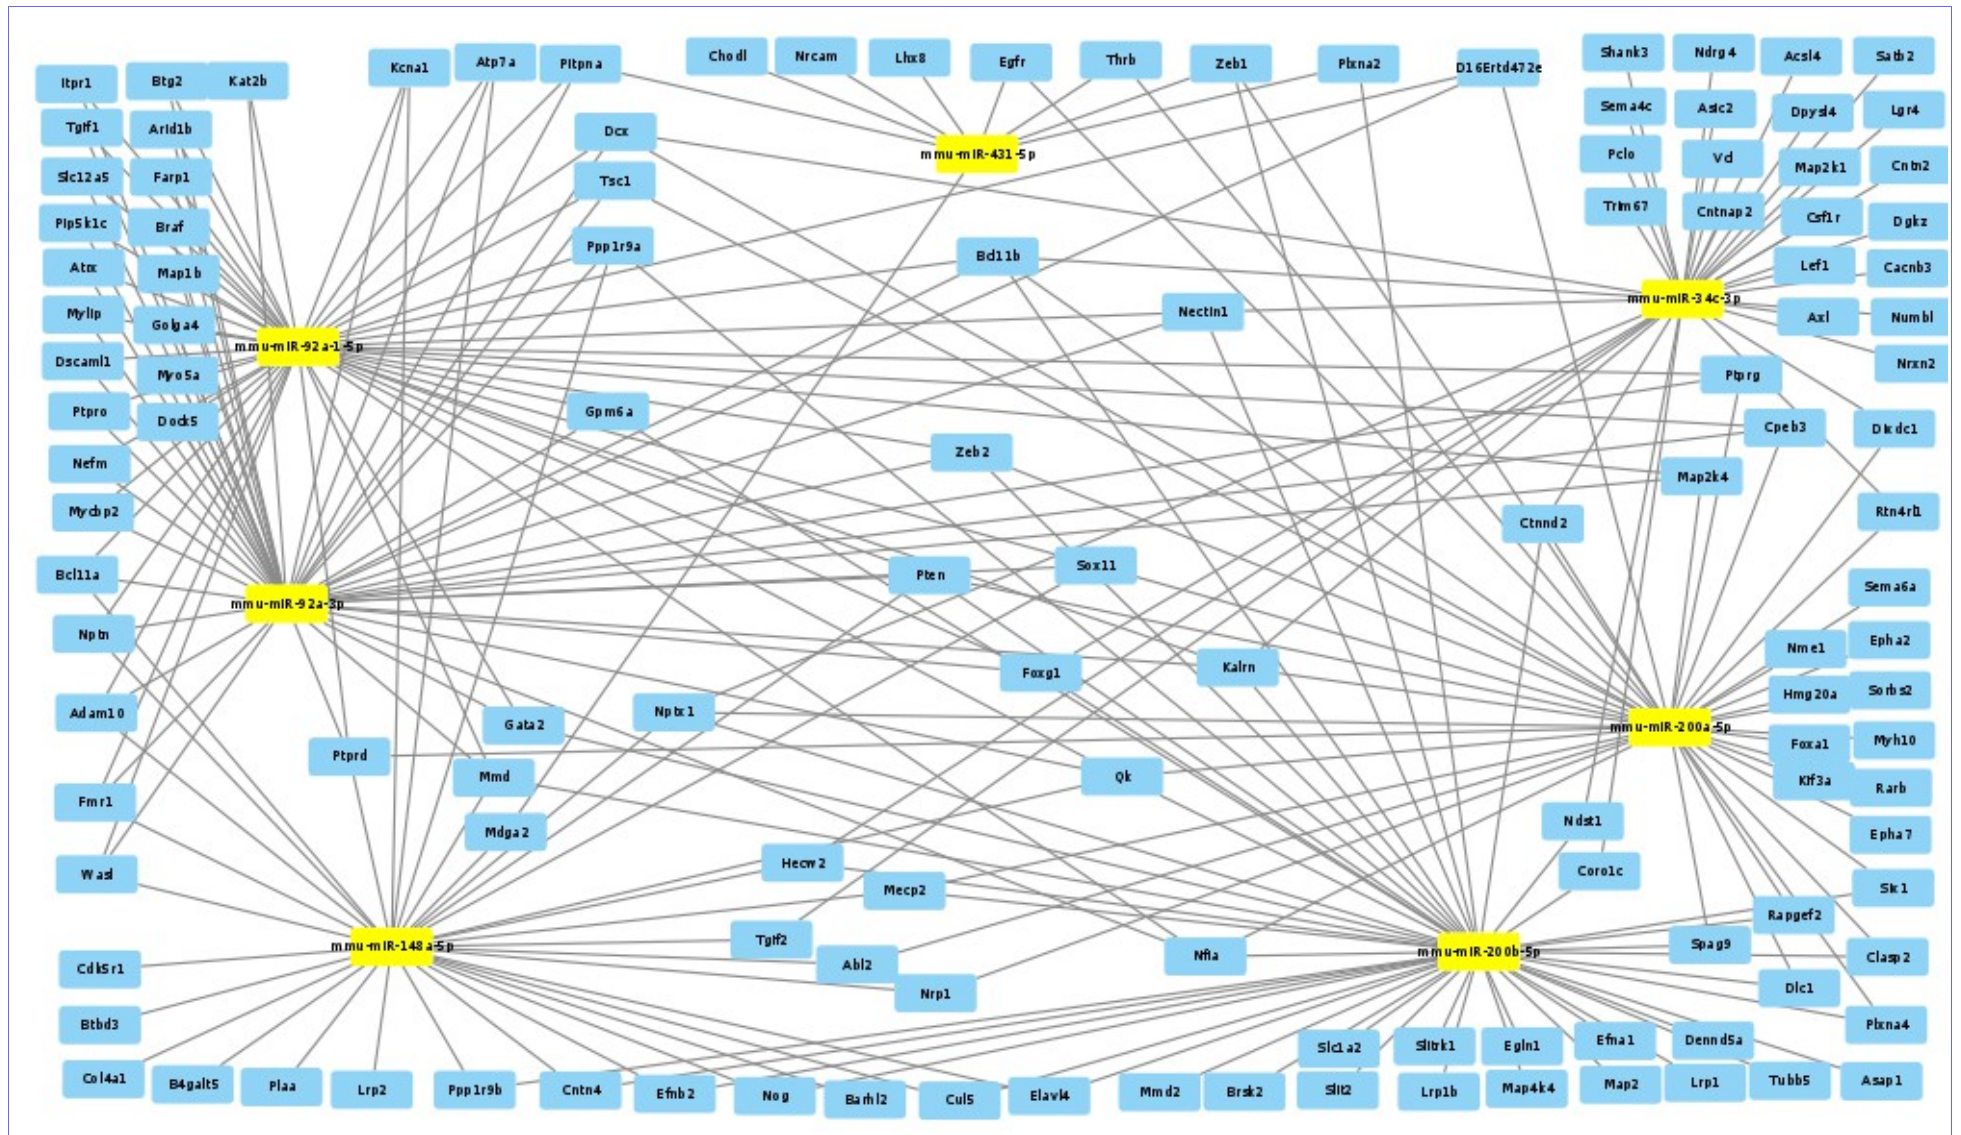 Itpr1
Btg2
Kat2b
Kcna1
Atp7a
Pitpna
Chodl
Nrcam
Lhx8
Egfr
Thrb
Zeb1
Plxna2
D16Ertd472e
Shank3
Ndrg4
Acsl4
Satb2
Tgif1
Arid1b
Dcx
mmu-miR-431-5p
Sema4c
Asic2
Dpysl4
Lgr4
Slc12a5
Farp1
Tsc1
Pclo
Vcl
Map2k1
Cntn2
Pip5k1c
Braf
Ppp1r9a
Bcl11b
Trim67
Cntnap2
Csf1r
Dgkz
Atrx
Map1b
Lef1
Cacnb3
Mylip
Golga4
Nectin1
mmu-miR-34c-3p
Axl
Numbl
mmu-miR-92a-1-5p
Dscaml1
Myo5a
Ptprg
Nrxn2
Ptpro
Dock5
Gpm6a
Cpeb3
Dixdc1
Nefm
Zeb2
Map2k4
Mycbp2
Ctnnd2
Rtn4rl1
Bcl11a
Pten
Sox11
Sema6a
mmu-miR-92a-3p
Nptn
Nme1
Epha2
Foxg1
Kalrn
Hmg20a
Sorbs2
Adam10
Gata2
Nptx1
mmu-miR-200a-5p
Ptprd
Foxa1
Myh10
Mmd
Qk
Kif3a
Rarb
Fmr1
Mdga2
Ndst1
Epha7
Wasl
Hecw2
Mecp2
Coro1c
Six1
Rapgef2
mmu-miR-148a-5p
Tgif2
Nfia
mmu-miR-200b-5p
Spag9
Clasp2
Cdk5r1
Abl2
Nrp1
Dlc1
Btbd3
Plxna4
Slc1a2
Slitrk1
Egln1
Efna1
Dennd5a
Col4a1
B4galt5
Plaa
Lrp2
Ppp1r9b
Cntn4
Efnb2
Nog
Barhl2
Cul5
Elavl4
Mmd2
Brsk2
Slit2
Lrp1b
Map4k4
Map2
Lrp1
Tubb5
Asap1